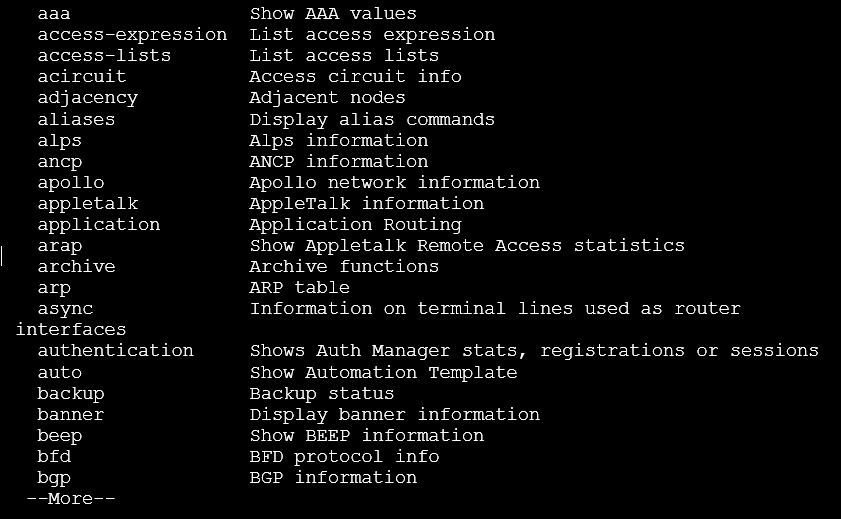 aaa Show AAA values
access-expression List access expression
access-lists List access lists
acircuit Access circuit info
adjacency Adjacent nodes
aliases Display alias commands
alps Alps information
ancp ANCP information
apollo Apollo network information
appletalk AppleTalk information
application Application Routing
arap Show Appletalk Remote Access statistics
archive Archive functions
arp ARP table
async Information on terminal lines used as router
interfaces
authentication Shows Auth Manager stats, registrations or sessions
auto Show Automation Template
backup Backup status
banner Display banner information
beep Show BEEP information
bfd BFD protocol info
bgp BGP information
--More--